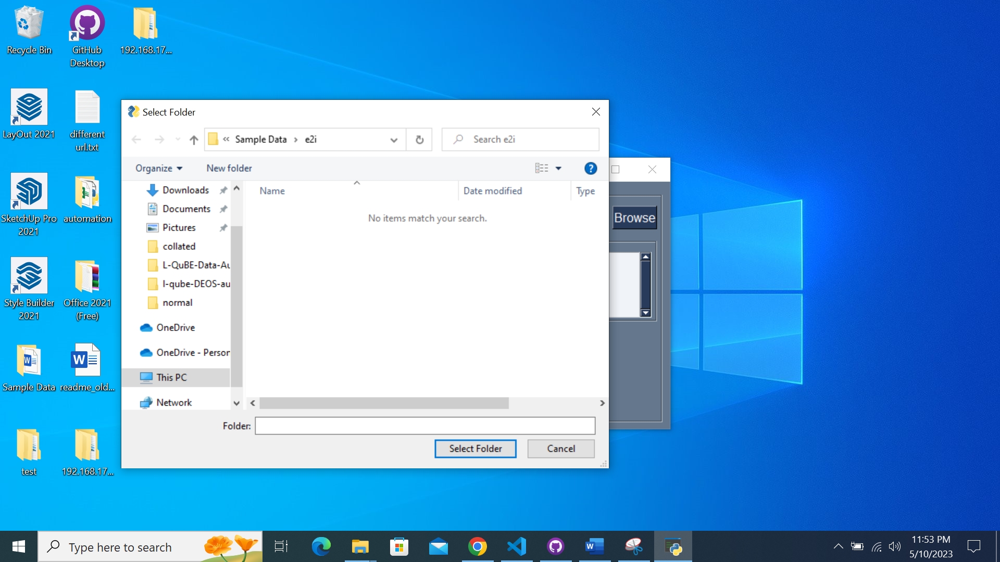 Recycle Bin
GitHub
Desktop
192.168.17...
LayOut 2021
different
url.txt
SketchUp Pro
2021
automation
Style Builder
2021
Office 2021
(Free)
Sample Data
readme_old...
test
192.168.17...
Select Folder
« Sample Data › e2i
Search e2i
Organize
New folder
?
Downloads
Documents
Pictures
collated
L-QuBE-Data-Au
l-qube-DEOS-au
normal
OneDrive
OneDrive - Person
This PC
Network
Name
Date modified
Type
No items match your search.
Folder:
Select Folder
Cancel
Browse
Type here to search
11:53 PM
5/10/2023